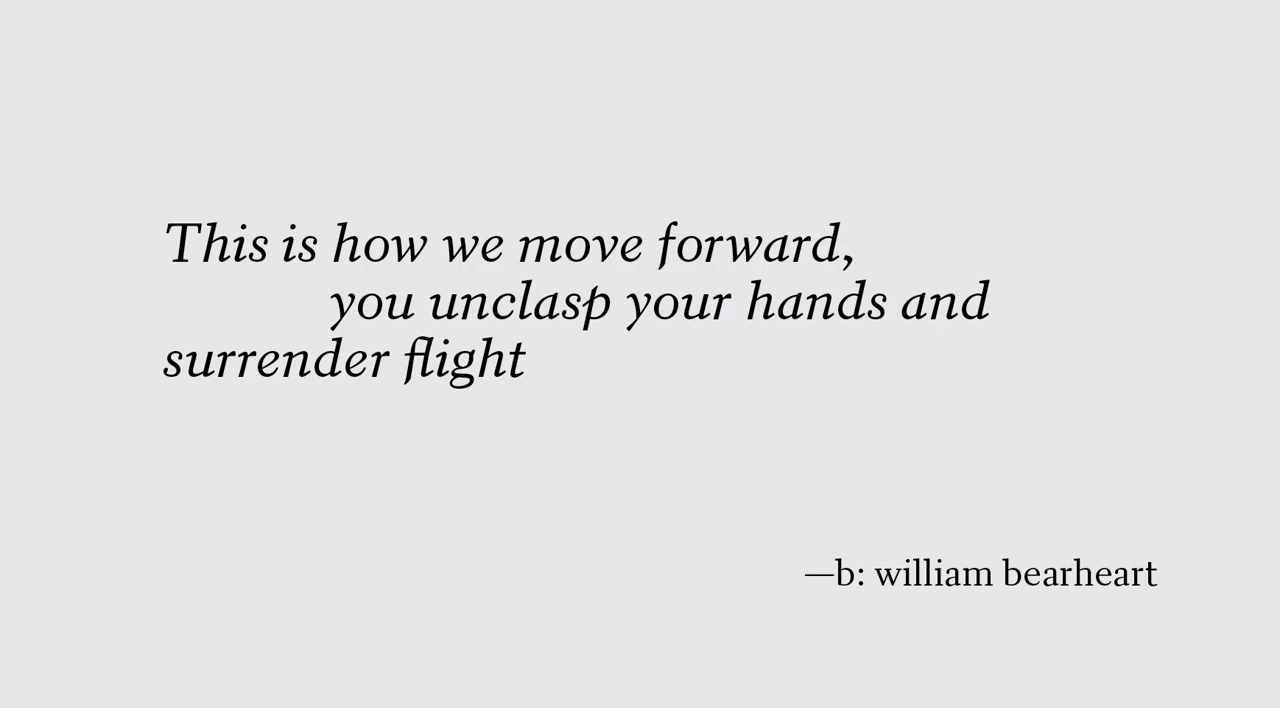 This is how we move forward,
you unclasp your hands and
surrender flight
—b: william bearheart